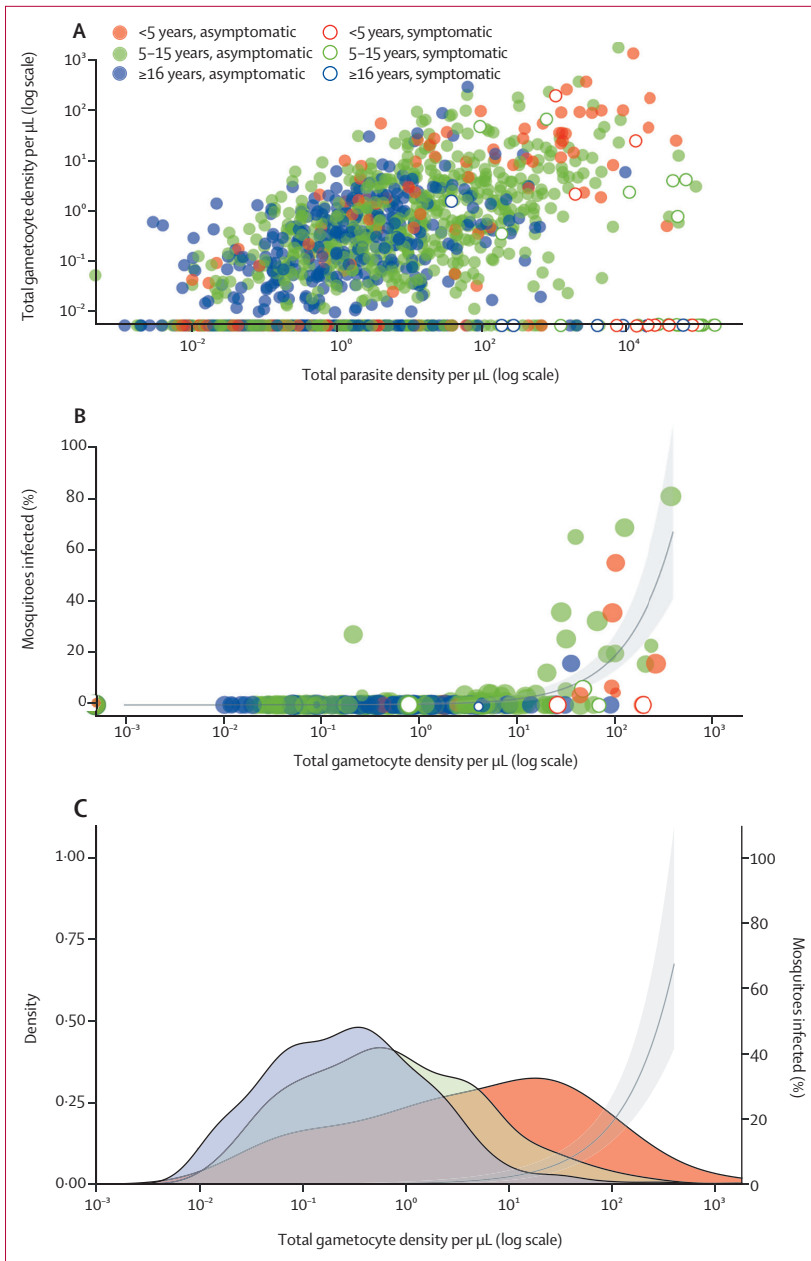 A
<5 years, asymptomatic
<5 years, symptomatic
5–15 years, asymptomatic
5–15 years, symptomatic
≥16 years, asymptomatic
≥16 years, symptomatic
Total gametocyte density per µL (log scale)
10³
10²
10¹
10⁰
10⁻¹
10⁻²
10⁻² 10⁰ 10² 10⁴
Total parasite density per µL (log scale)
B
Mosquitoes infected (%)
100
80
60
40
20
0
10⁻³ 10⁻² 10⁻¹ 10⁰ 10¹ 10² 10³
Total gametocyte density per µL (log scale)
C
Density
1·00
0·75
0·50
0·25
0·00
100
80
60
40
20
0
Mosquitoes infected (%)
10⁻³ 10⁻² 10⁻¹ 10⁰ 10¹ 10² 10³
Total gametocyte density per µL (log scale)